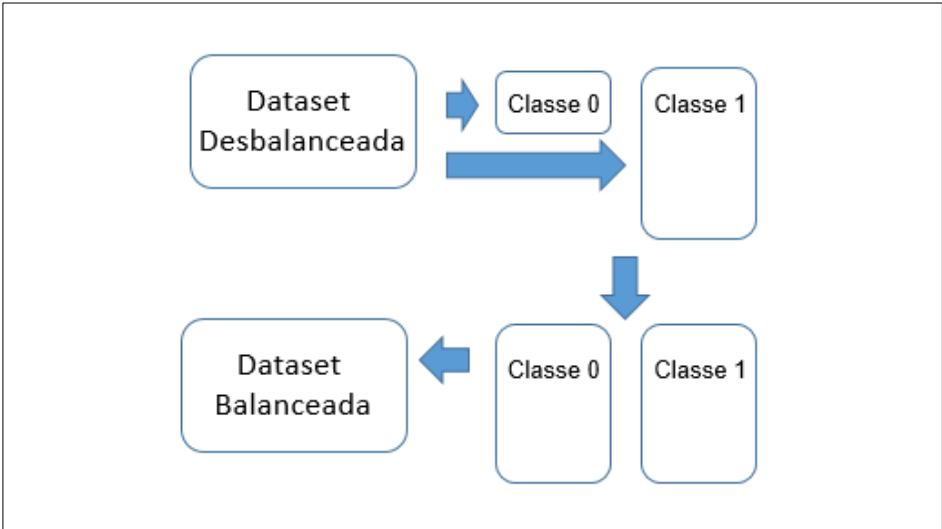 Dataset
Desbalanceada
Classe 0
Classe 1
Dataset
Balanceada
Classe 0
Classe 1